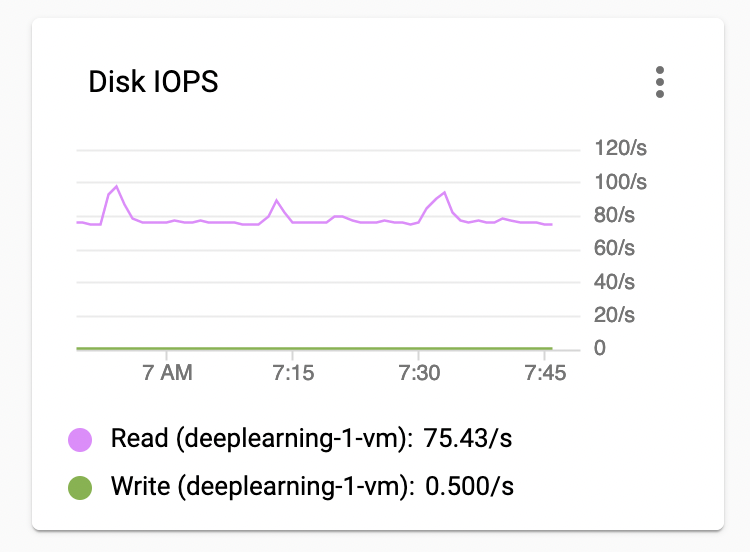 Disk IOPS
120/s
100/s
80/s
60/s
40/s
20/s
0
7 AM 7:15 7:30 7:45
Read (deeplearning-1-vm): 75.43/s
Write (deeplearning-1-vm): 0.500/s